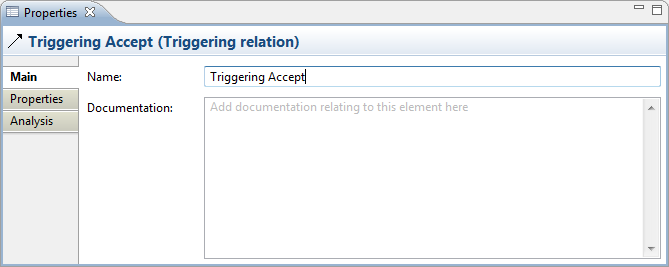 Properties
Triggering Accept (Triggering relation)
Main
Name:
Triggering Accept
Properties
Documentation:
Add documentation relating to this element here
Analysis